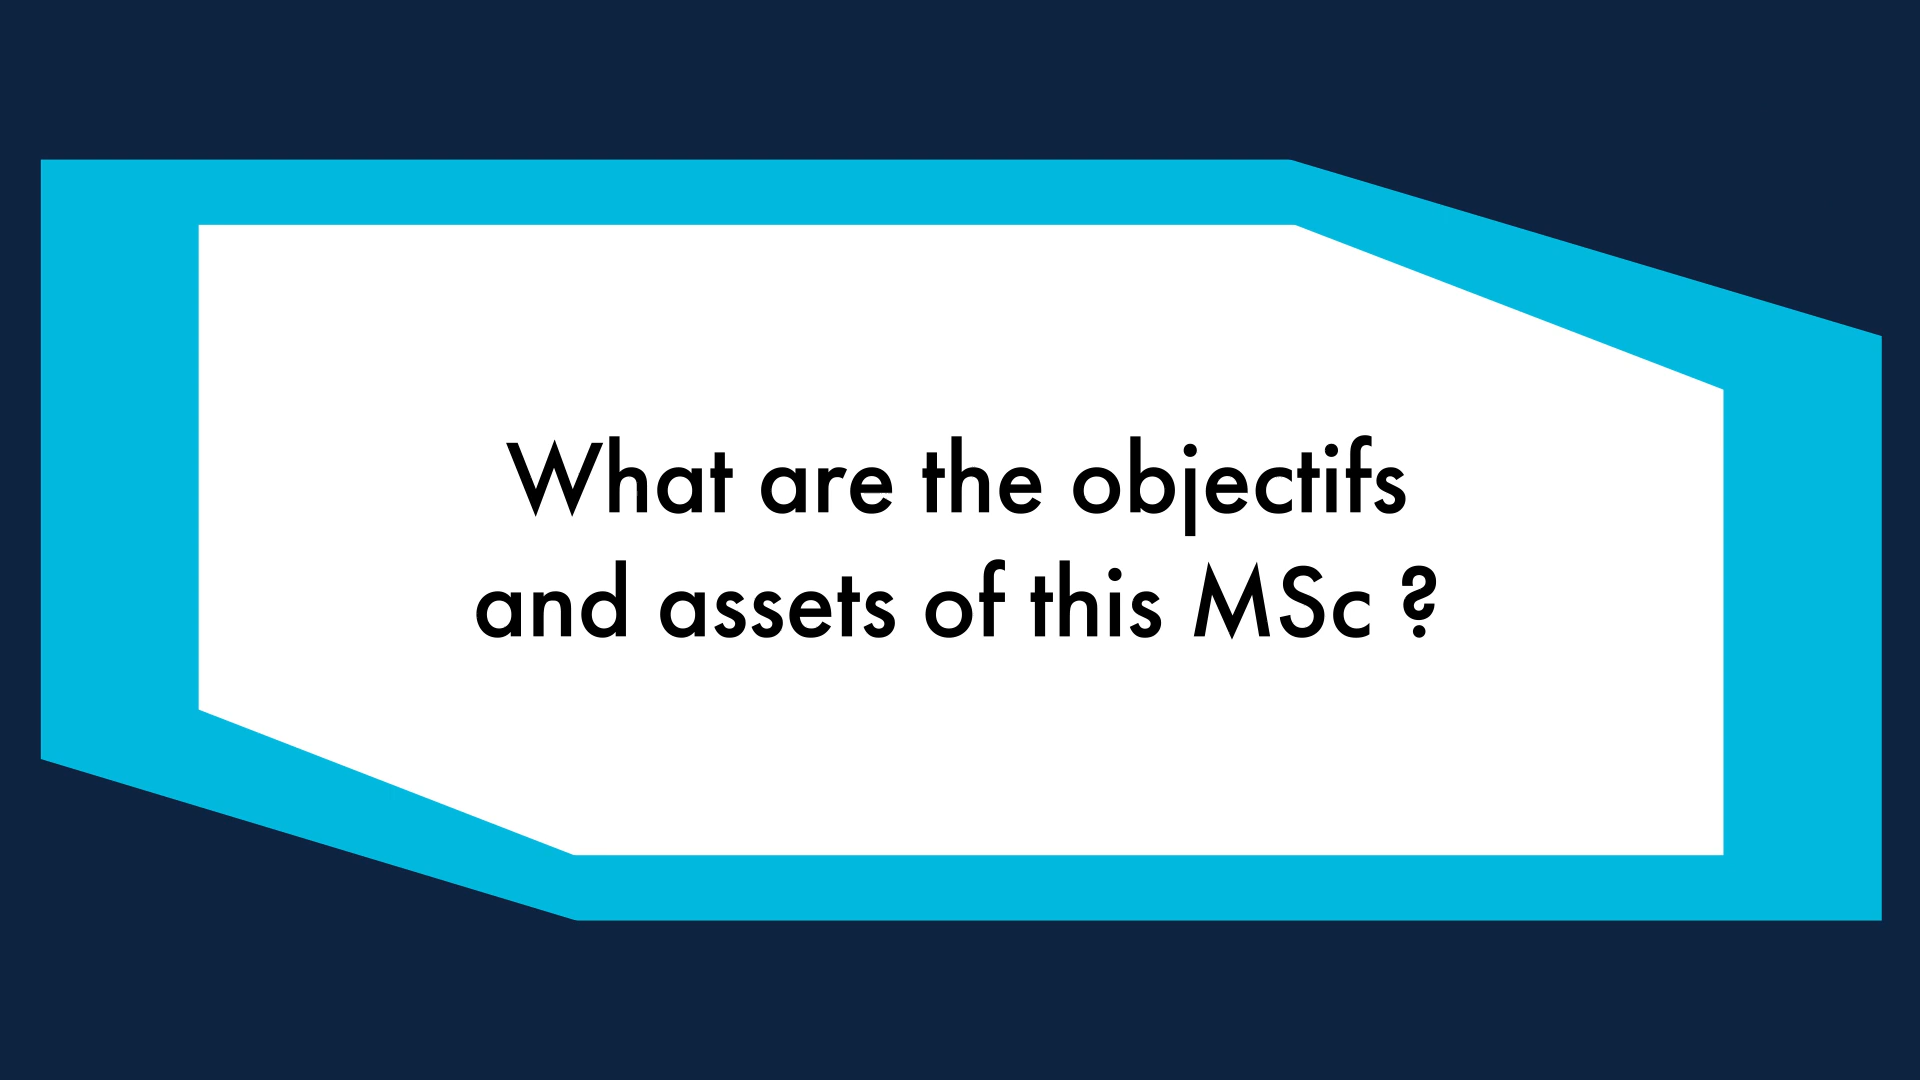 What are the objectifs
and assets of this MSc ?